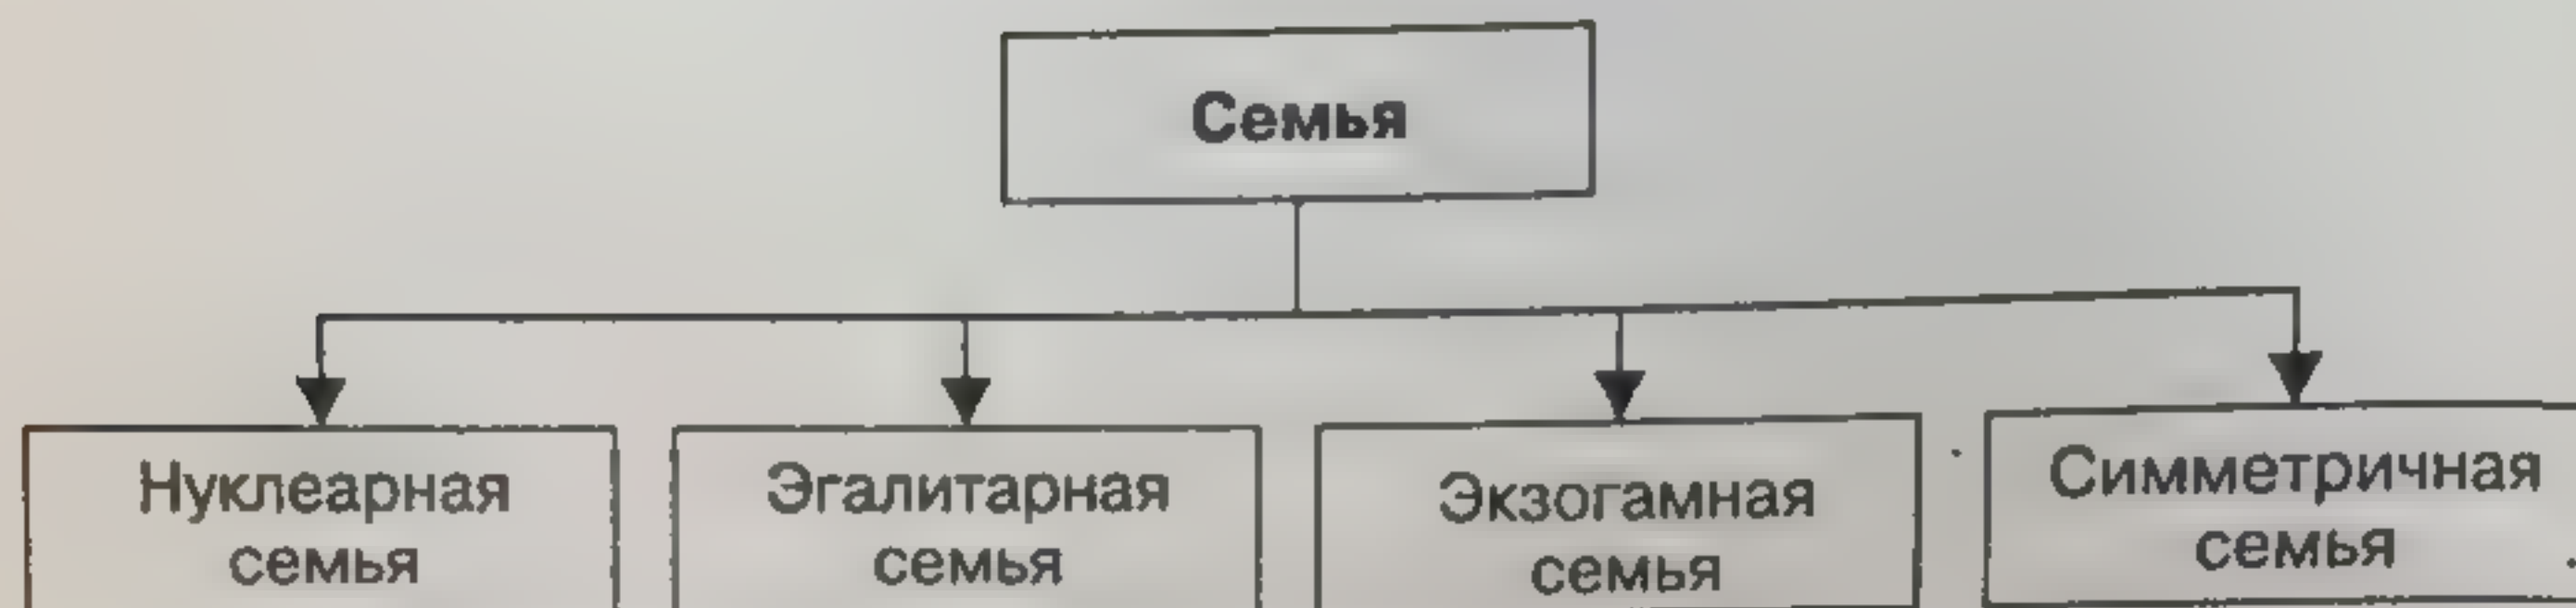 Семья
Нуклеарная
семья
Эгалитарная
семья
Экзогамная
семья
Симметричная
семья